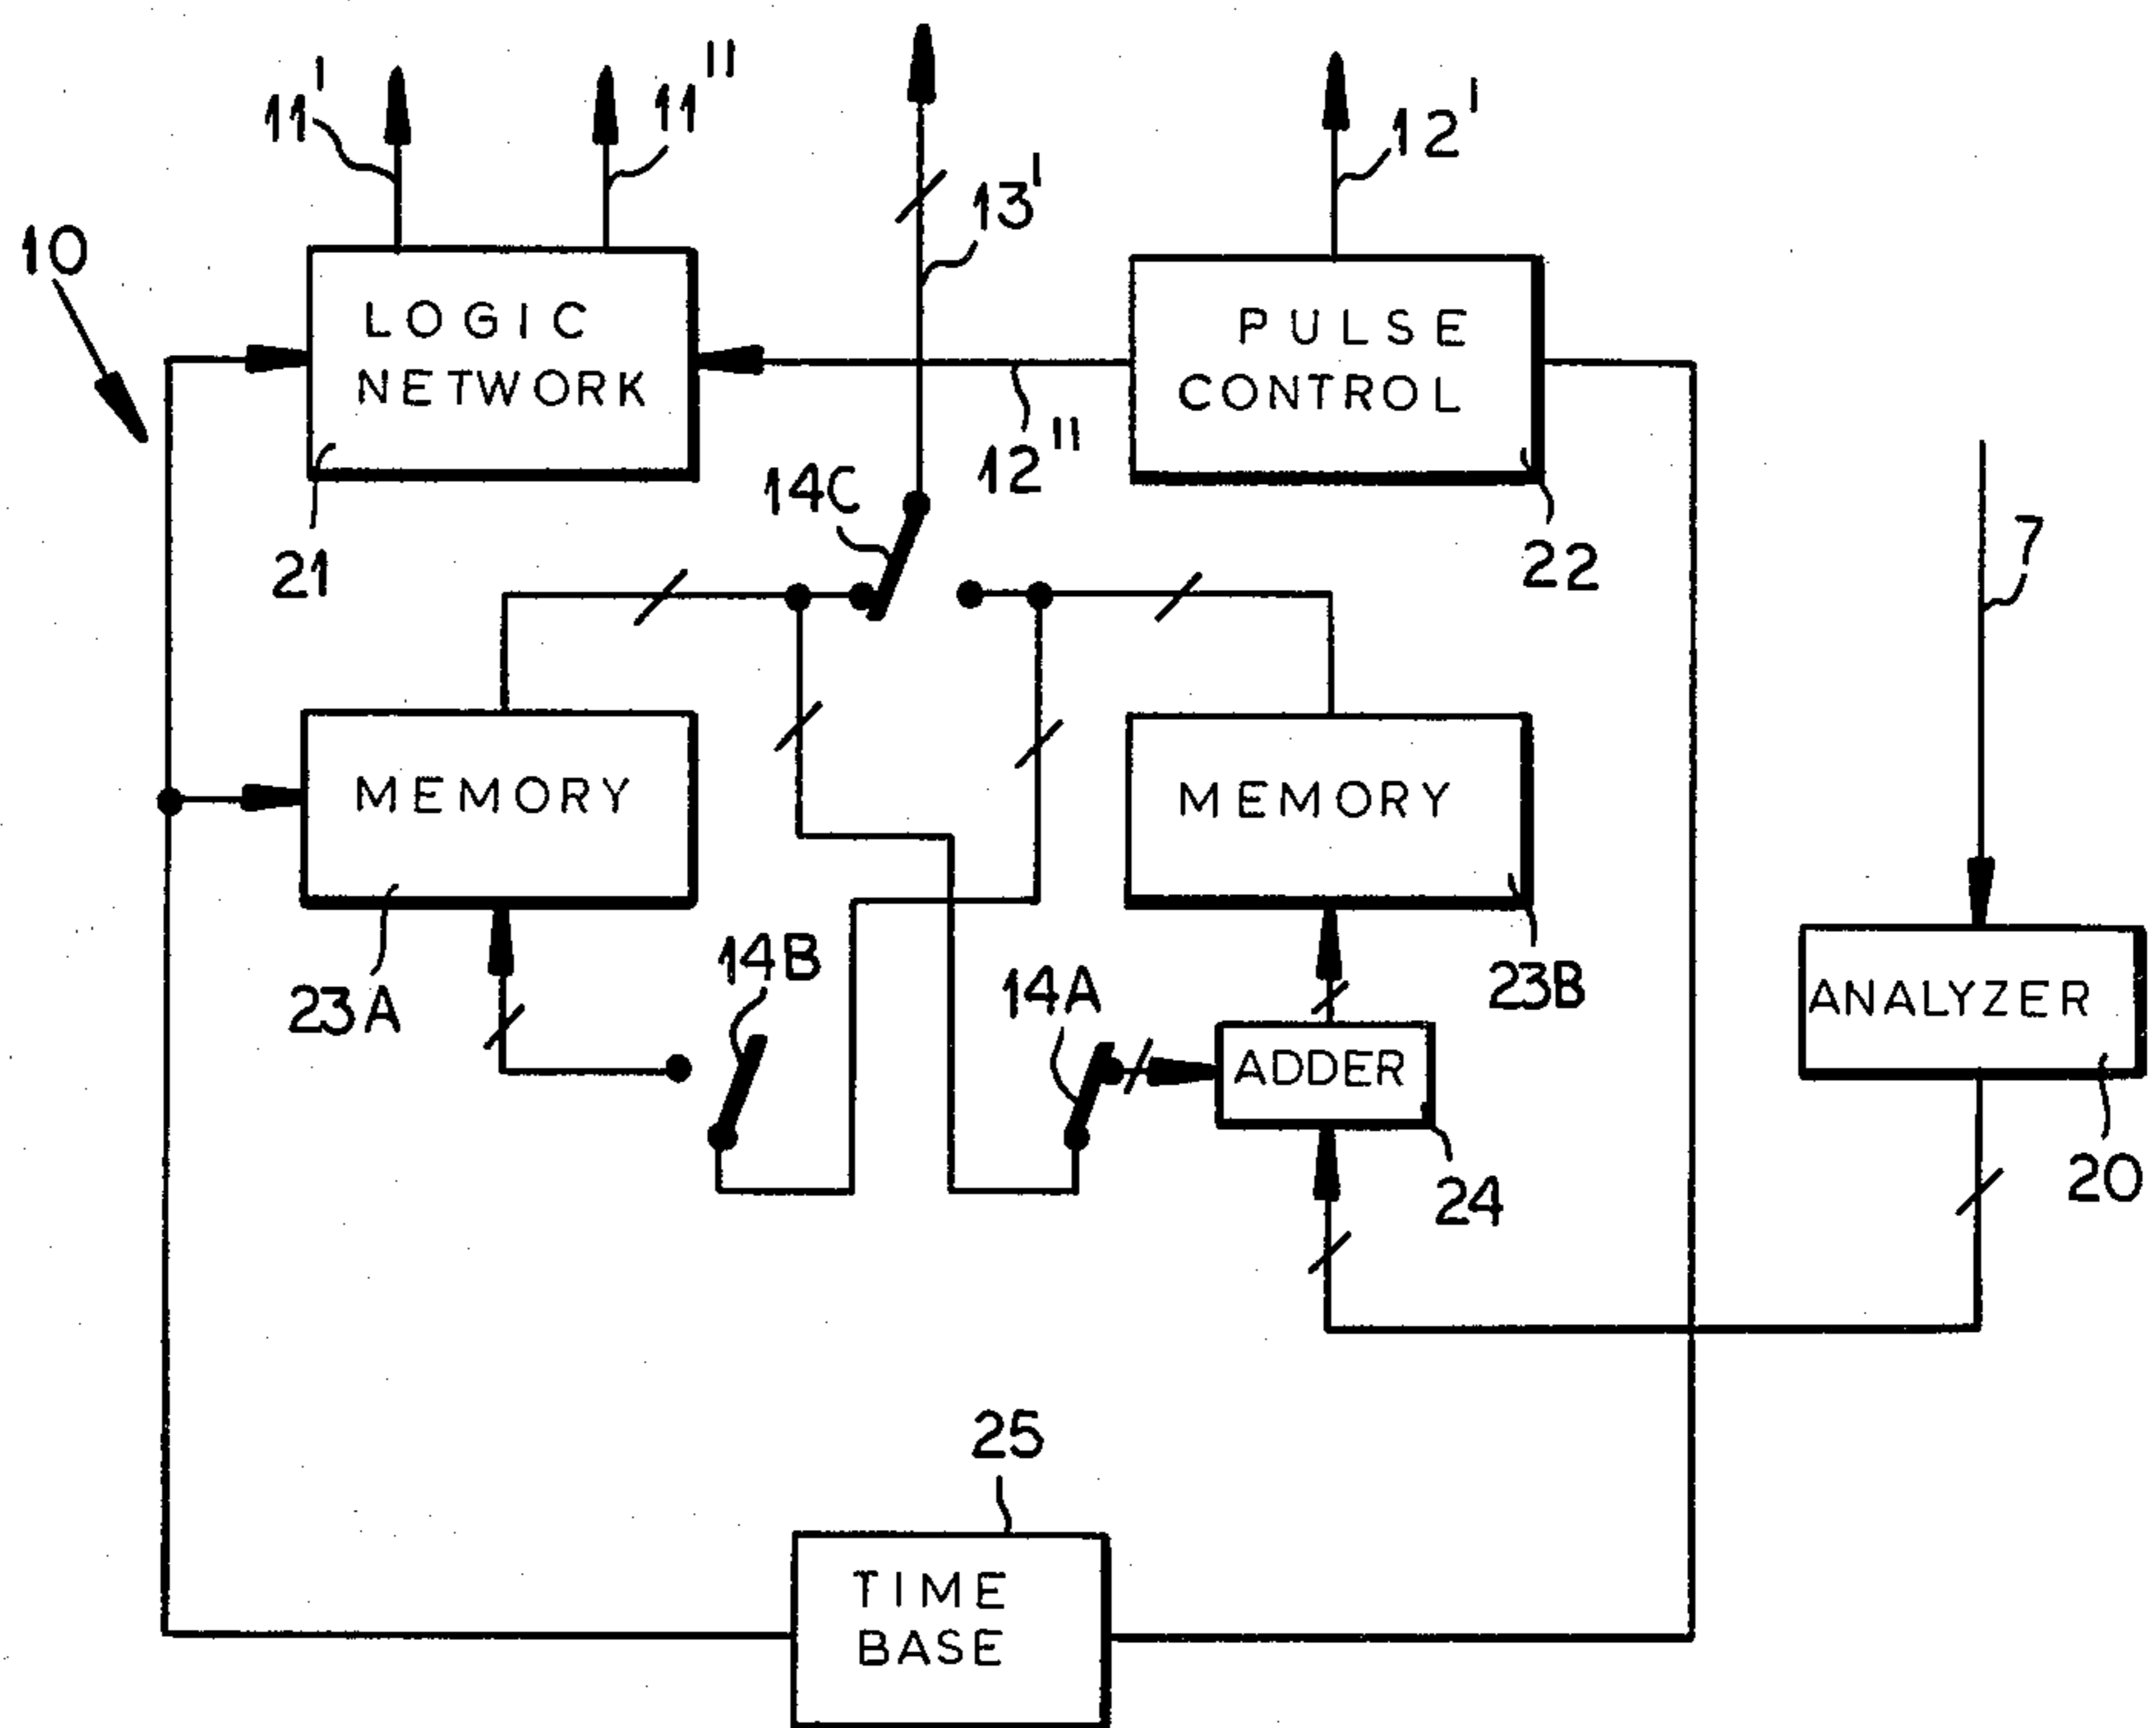 11' 11" 13' 12'
10
LOGIC
NETWORK
PULSE
CONTROL
12"
14C
21
22
7
MEMORY
MEMORY
23A
14B
14A
23B
ANALYZER
ADDER
24
20
25
TIME
BASE